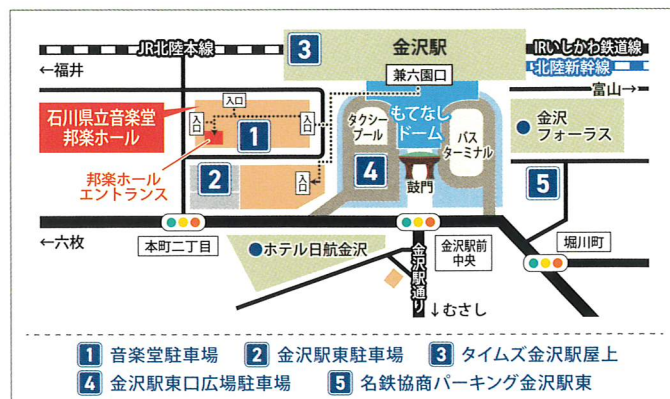 JR北陸本線
3
金沢駅
IRいしかわ鉄道線
北陸新幹線
←福井
兼六園口
富山→
石川県立音楽堂
邦楽ホール
入口
入口
入口
1
タクシー
プール
もてなし
ドーム
バス
ターミナル
金沢
フォーラス
邦楽ホール
エントランス
2
入口
4
鼓門
5
←六枚
本町二丁目
ホテル日航金沢
金沢駅前
中央
堀川町
金沢駅通り
↓むさし
1 音楽堂駐車場
2 金沢駅東駐車場
3 タイムズ金沢駅屋上
4 金沢駅東口広場駐車場
5 名鉄協商パーキング金沢駅東